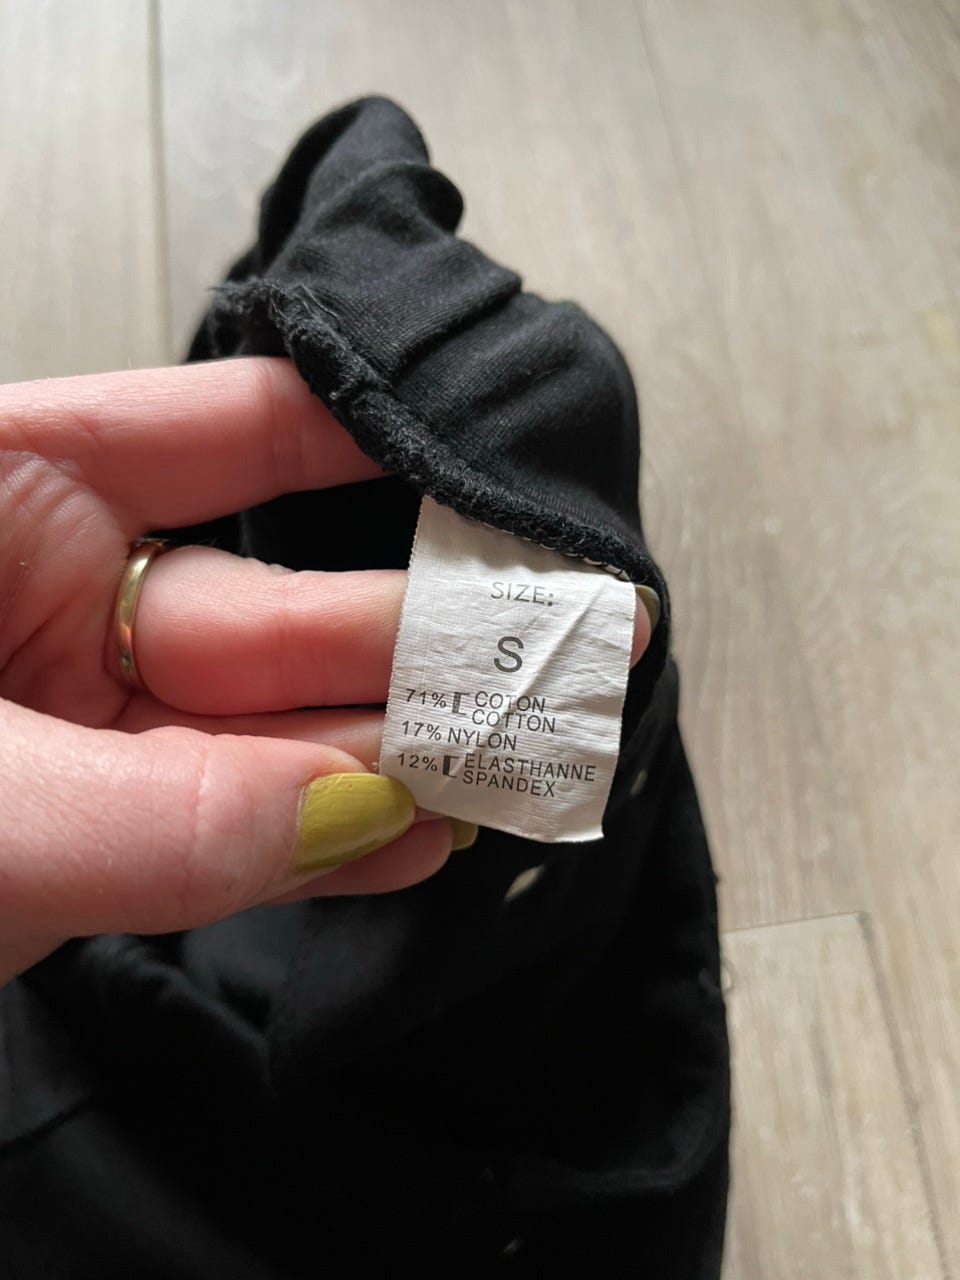 SIZE:
S
71% [ COTON
COTTON
17% NYLON
12% [ ELASTHANNE
SPANDEX